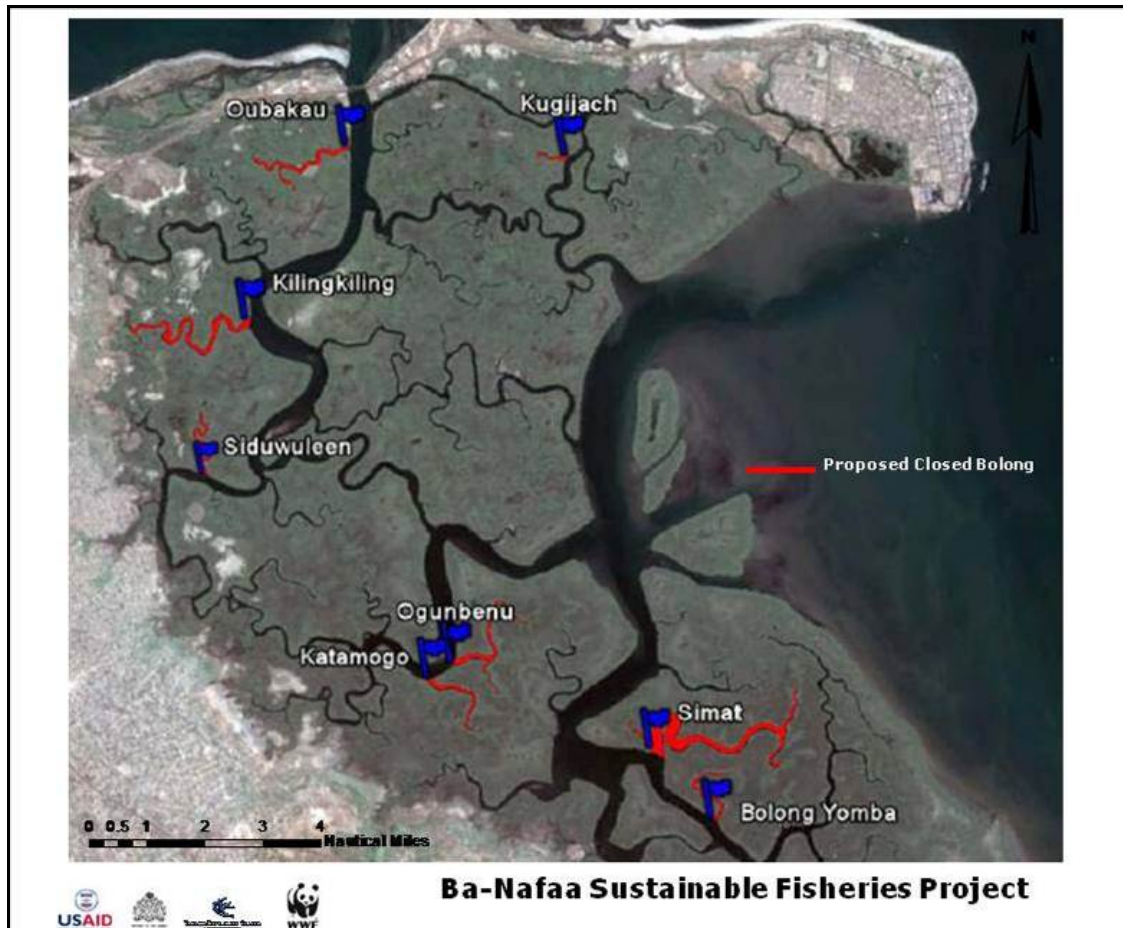 N
Oubakau
Kugijach
Kilingkiling
Siduwuleen
Proposed Closed Bolong
Ogunbenu
Katamogo
Simat
Bolong Yomba
0 0.5 1 2 3 4
Nautical Miles
Ba-Nafaa Sustainable Fisheries Project
USAID
WWF